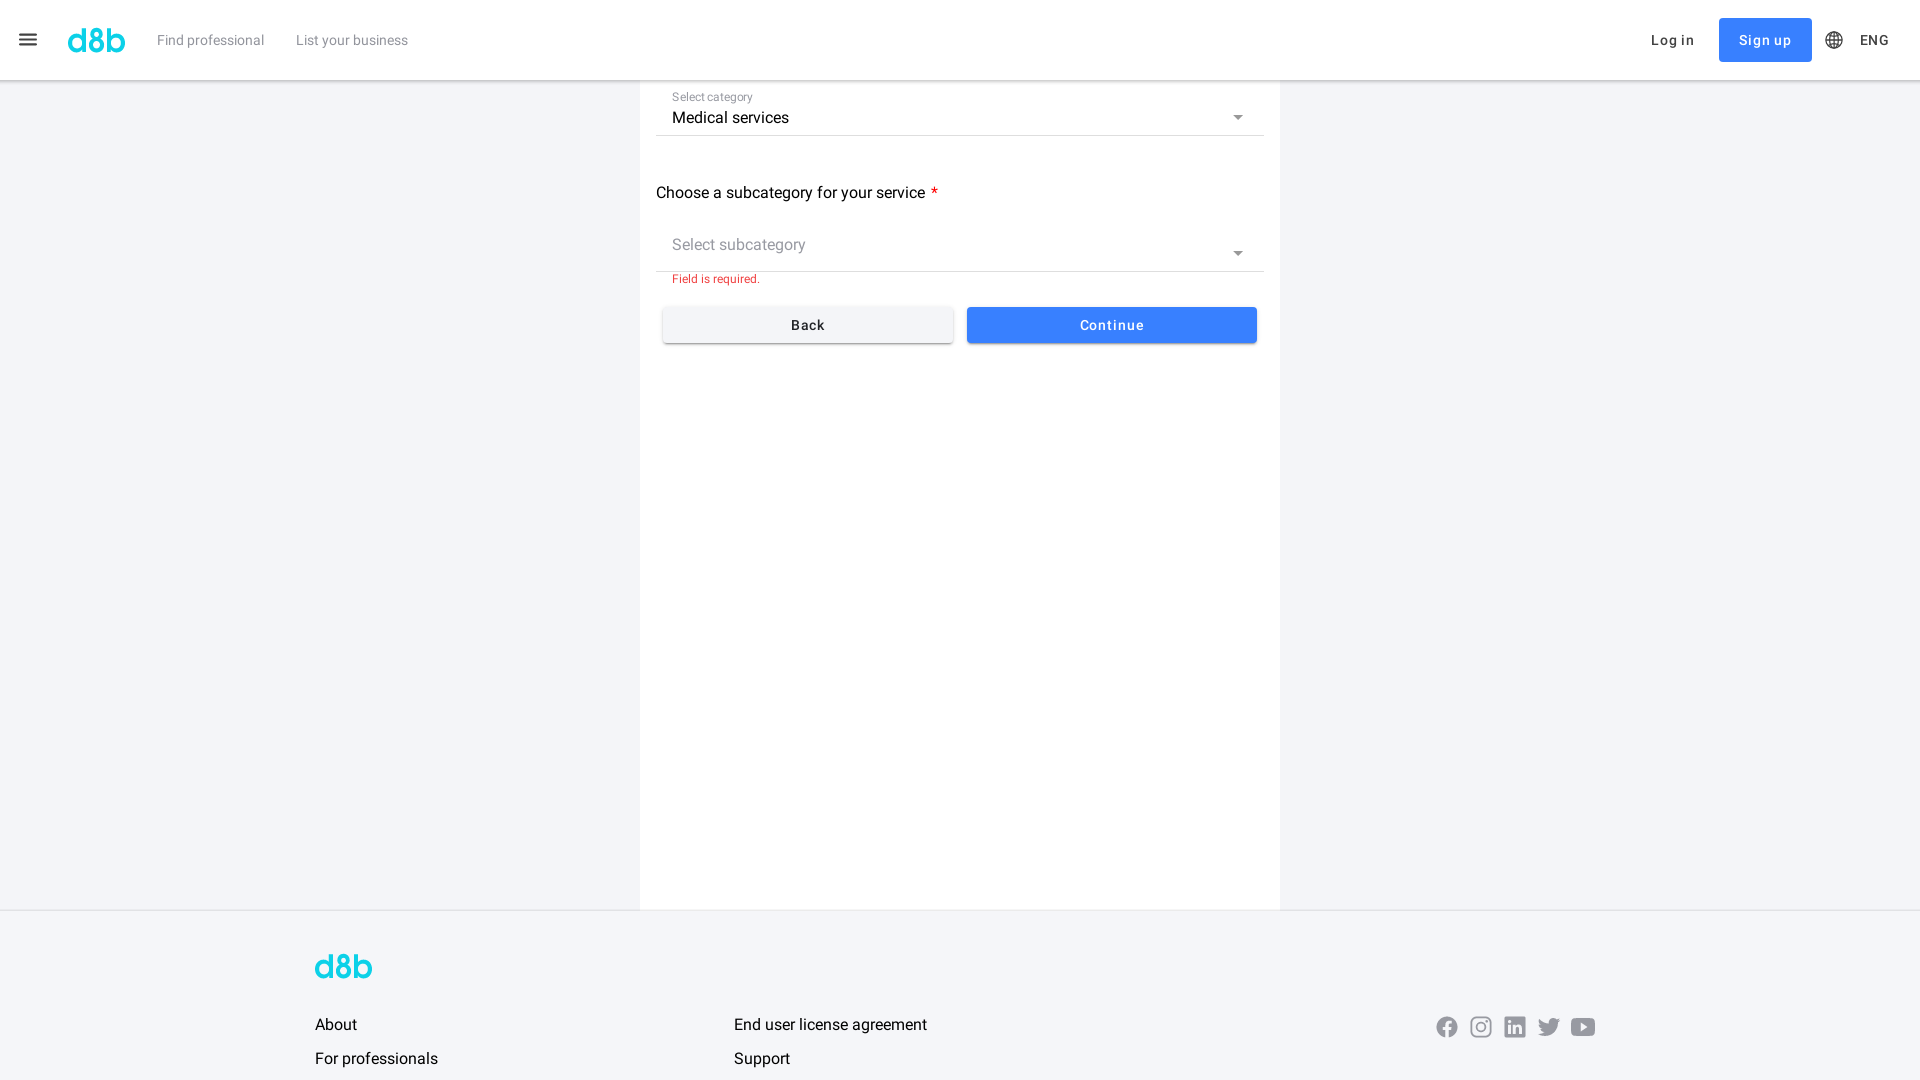 d8b
Find professional
List your business
Log in
Sign up
ENG
Select category
Medical services
Choose a subcategory for your service *
Select subcategory
Field is required.
Back
Continue
d8b
About
End user license agreement
For professionals
Support